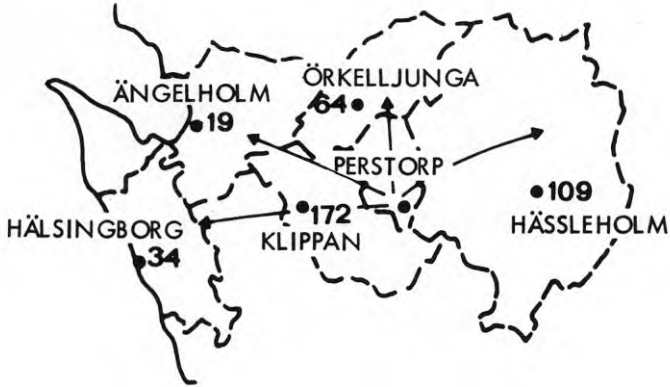 ÖRKELLJUNGA
64
ÄNGELHOLM
19
PERSTORP
109
HÄSSLEHOLM
172
KLIPPAN
HÄLSINGBORG
34